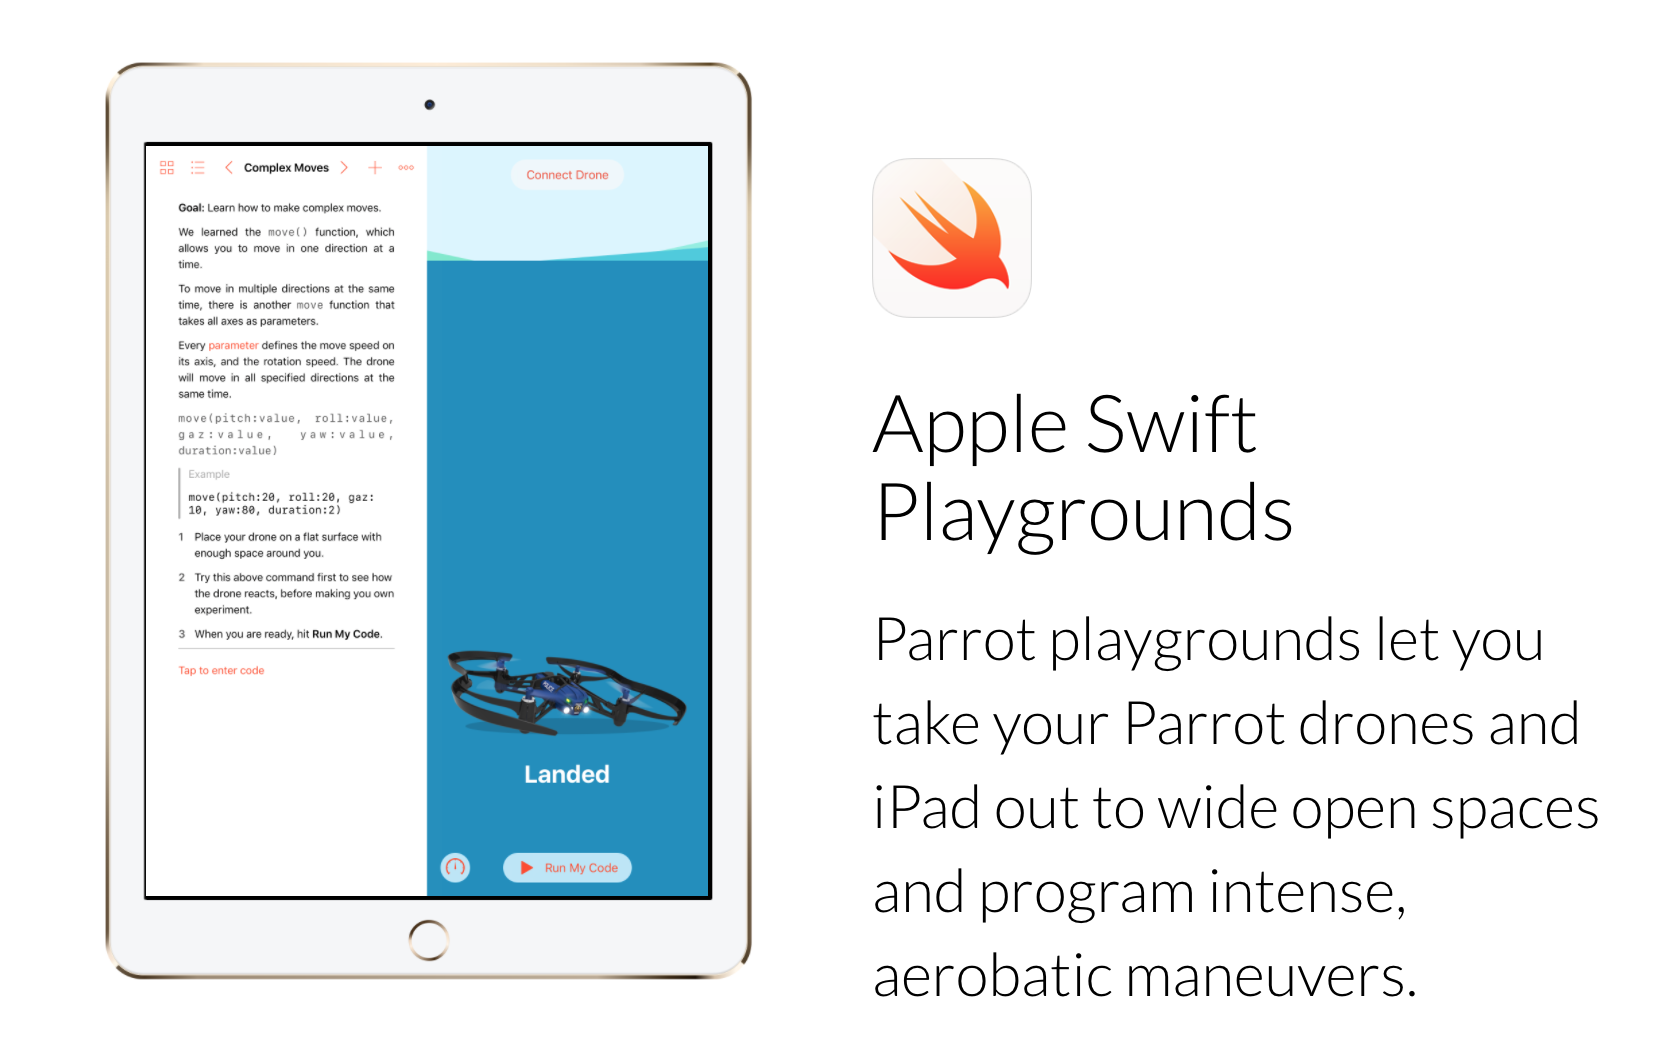 Complex Moves
Goal: Learn how to make complex moves.
We learned the move() function, which
allows you to move in one direction at a
time.
To move in multiple directions at the same
time, there is another move function that
takes all axes as parameters.
Every parameter defines the move speed on
its axis, and the rotation speed. The drone
will move in all specified directions at the
same time.
move(pitch:value, roll:value,
gaz:value, yaw:value,
duration:value)
Example
move(pitch:20, roll:20, gaz:
10, yaw:80, duration:2)
1 Place your drone on a flat surface with
enough space around you.
2 Try this above command first to see how
the drone reacts, before making you own
experiment.
3 When you are ready, hit Run My Code.
Tap to enter code
Connect Drone
Landed
Run My Code
Apple Swift
Playgrounds
Parrot playgrounds let you
take your Parrot drones and
iPad out to wide open spaces
and program intense,
aerobatic maneuvers.